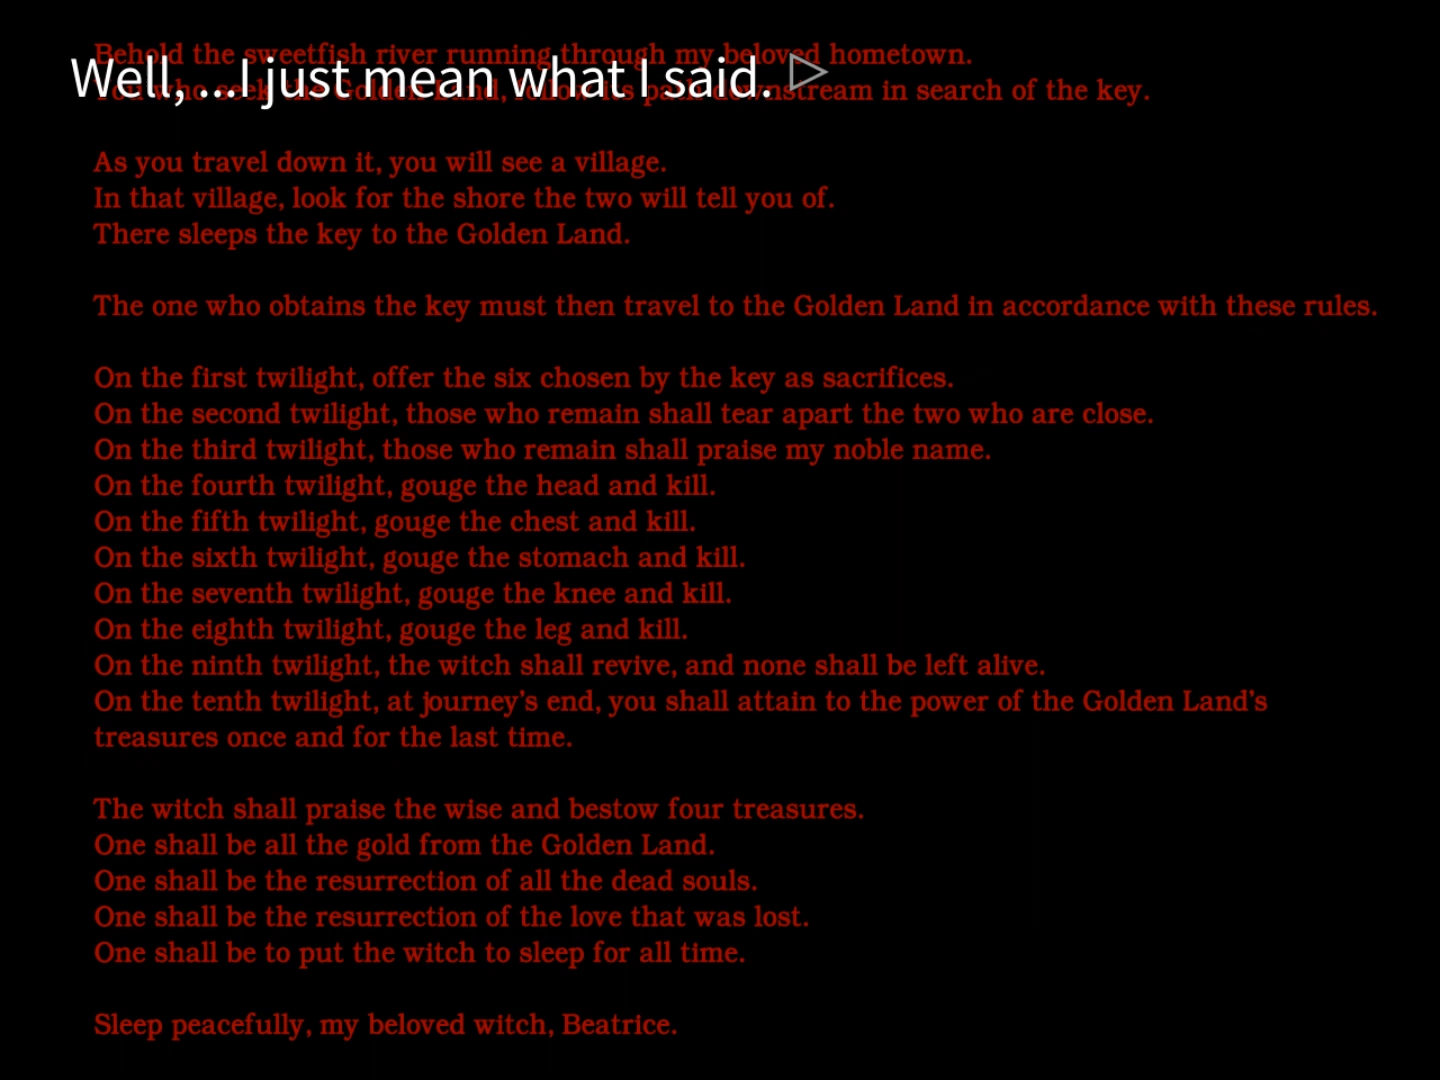 Behold the sweetfish river running through my beloved hometown.
Well, ...I just mean what I said.
You who seek the Golden Land, follow its path downstream in search of the key.
As you travel down it, you will see a village.
In that village, look for the shore the two will tell you of.
There sleeps the key to the Golden Land.
The one who obtains the key must then travel to the Golden Land in accordance with these rules.
On the first twilight, offer the six chosen by the key as sacrifices.
On the second twilight, those who remain shall tear apart the two who are close.
On the third twilight, those who remain shall praise my noble name.
On the fourth twilight, gouge the head and kill.
On the fifth twilight, gouge the chest and kill.
On the sixth twilight, gouge the stomach and kill.
On the seventh twilight, gouge the knee and kill.
On the eighth twilight, gouge the leg and kill.
On the ninth twilight, the witch shall revive, and none shall be left alive.
On the tenth twilight, at journey's end, you shall attain to the power of the Golden Land's
treasures once and for the last time.
The witch shall praise the wise and bestow four treasures.
One shall be all the gold from the Golden Land.
One shall be the resurrection of all the dead souls.
One shall be the resurrection of the love that was lost.
One shall be to put the witch to sleep for all time.
Sleep peacefully, my beloved witch, Beatrice.